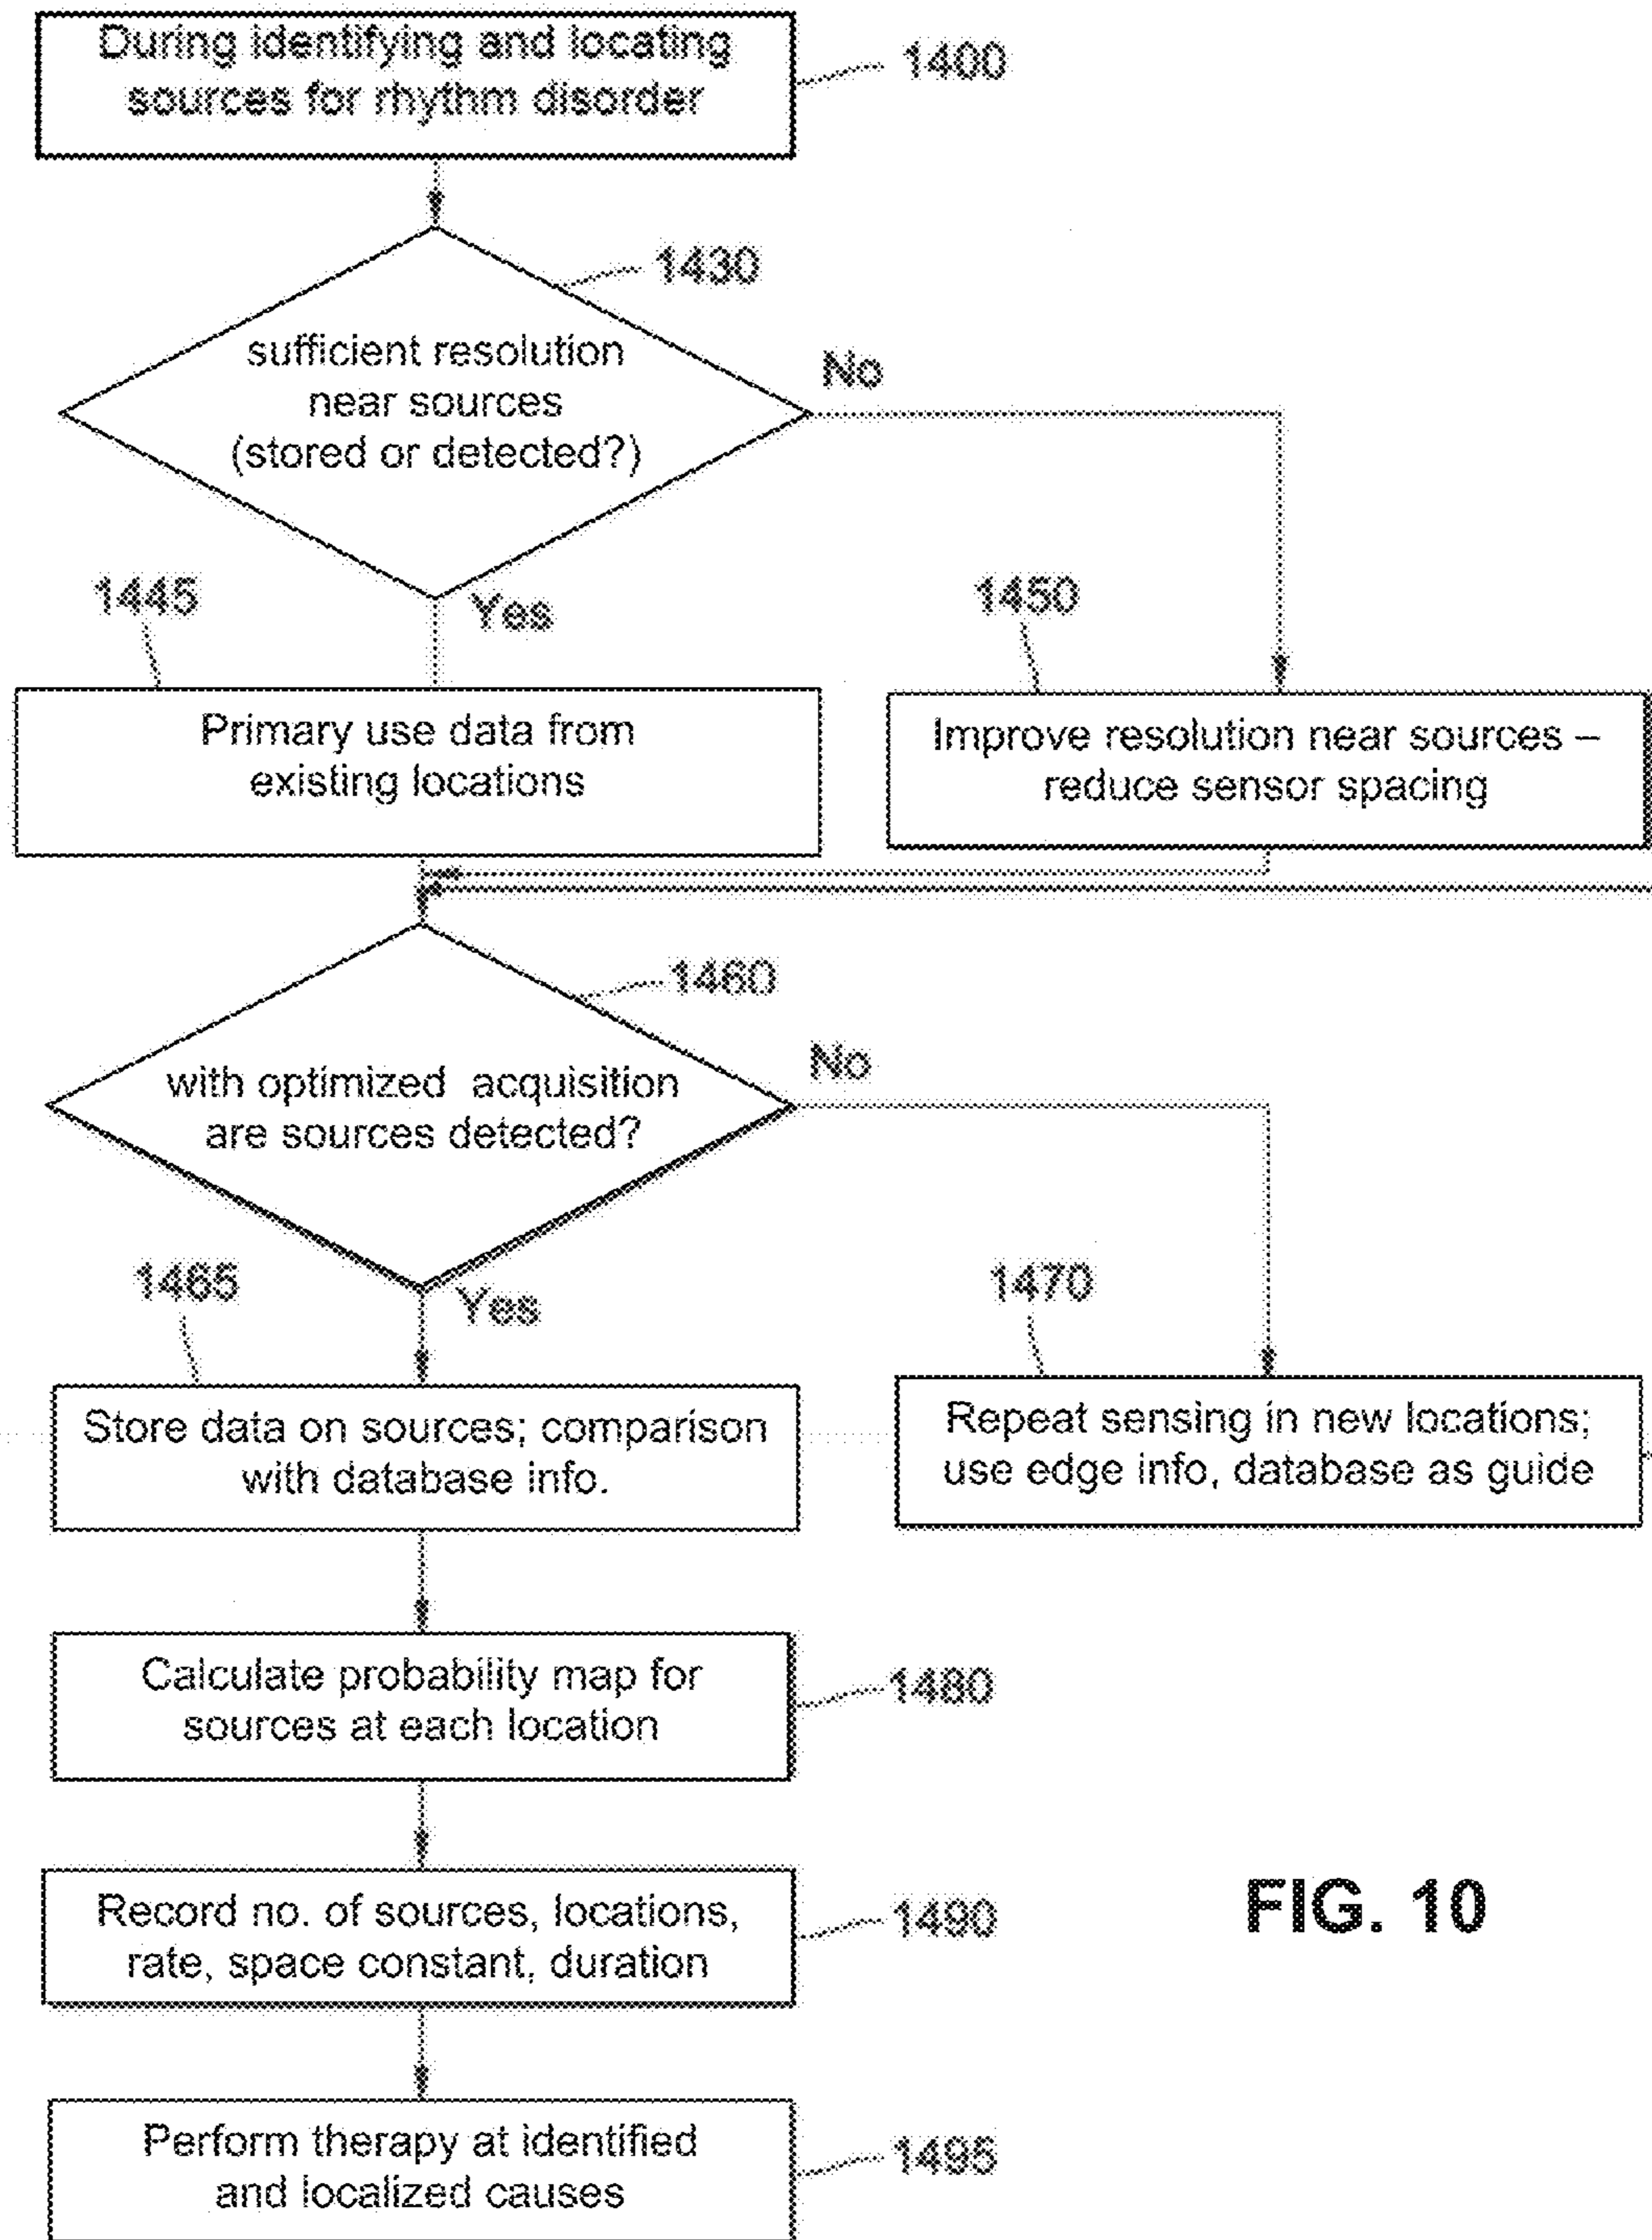 During identifying and locating
sources for rhythm disorder
1400
1430
sufficient resolution
near sources
(stored or detected?)
No
1445
Yes
1450
Primary use data from
existing locations
Improve resolution near sources –
reduce sensor spacing
1460
with optimized acquisition
are sources detected?
No
1465
Yes
1470
Store data on sources; comparison
with database info.
Repeat sensing in new locations;
use edge info, database as guide
Calculate probability map for
sources at each location
1480
Record no. of sources, locations,
rate, space constant, duration
1490
FIG. 10
Perform therapy at identified
and localized causes
1495